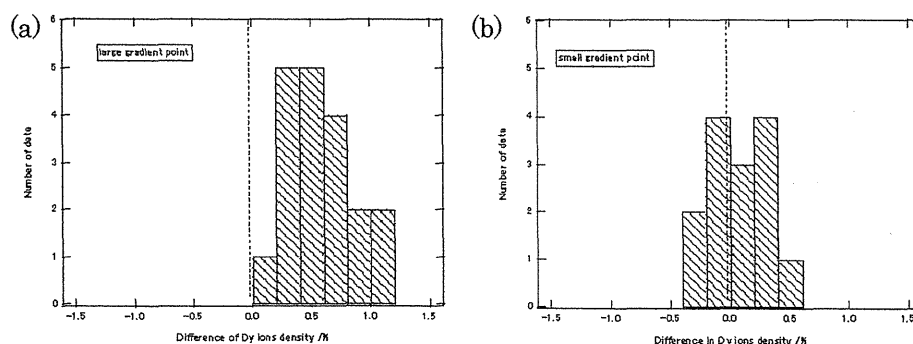 (a)
large gradient point
Number of data
6
5
4
3
2
1
0
-1.5 -1.0 -0.5 0.0 0.5 1.0 1.5
Difference of Dy ions density /%
(b)
small gradient point
Number of data
6
5
4
3
2
1
0
-1.5 -1.0 -0.5 0.0 0.5 1.0 1.5
Difference in Dy ions density /%